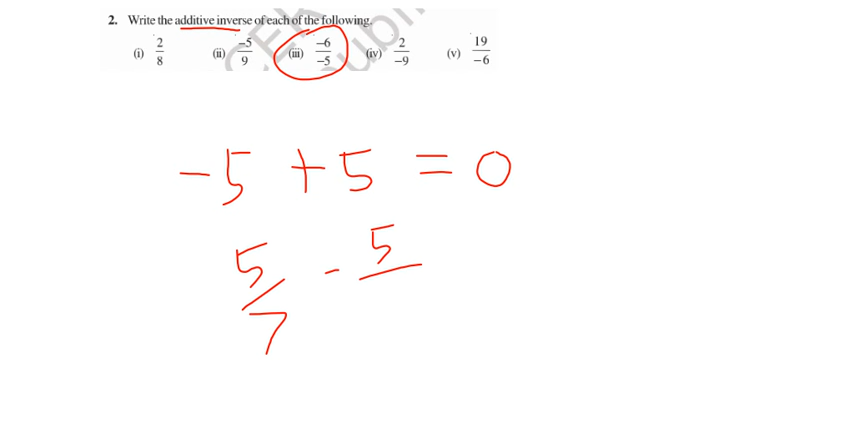 2. Write the additive inverse of each of the following.
(i) 2/8 (ii) -5/9 (iii) -6/-5 (iv) 2/-9 (v) 19/-6
-5 + 5 = 0
5/7 - 5/